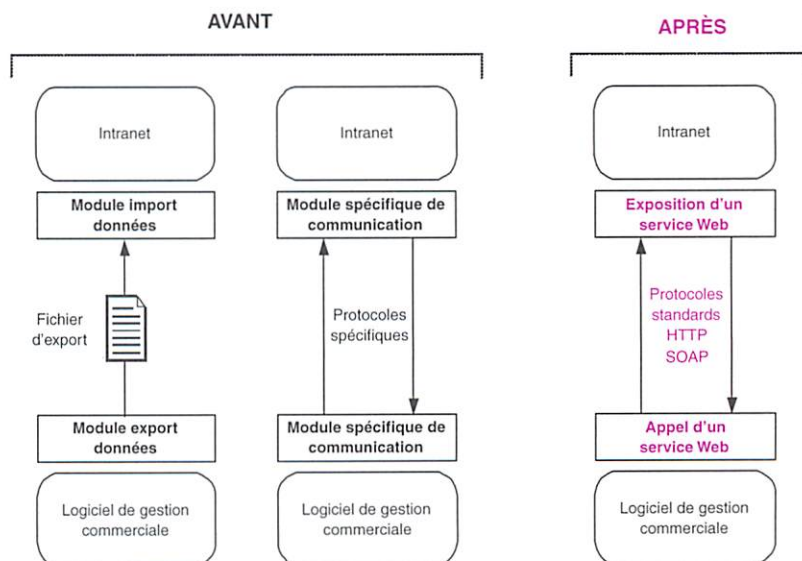 AVANT
APRÈS
Intranet
Intranet
Intranet
Module import
données
Module spécifique de
communication
Exposition d'un
service Web
Fichier
d'export
Protocoles
spécifiques
Protocoles
standards
HTTP
SOAP
Module export
données
Module spécifique de
communication
Appel d'un
service Web
Logiciel de gestion
commerciale
Logiciel de gestion
commerciale
Logiciel de gestion
commerciale